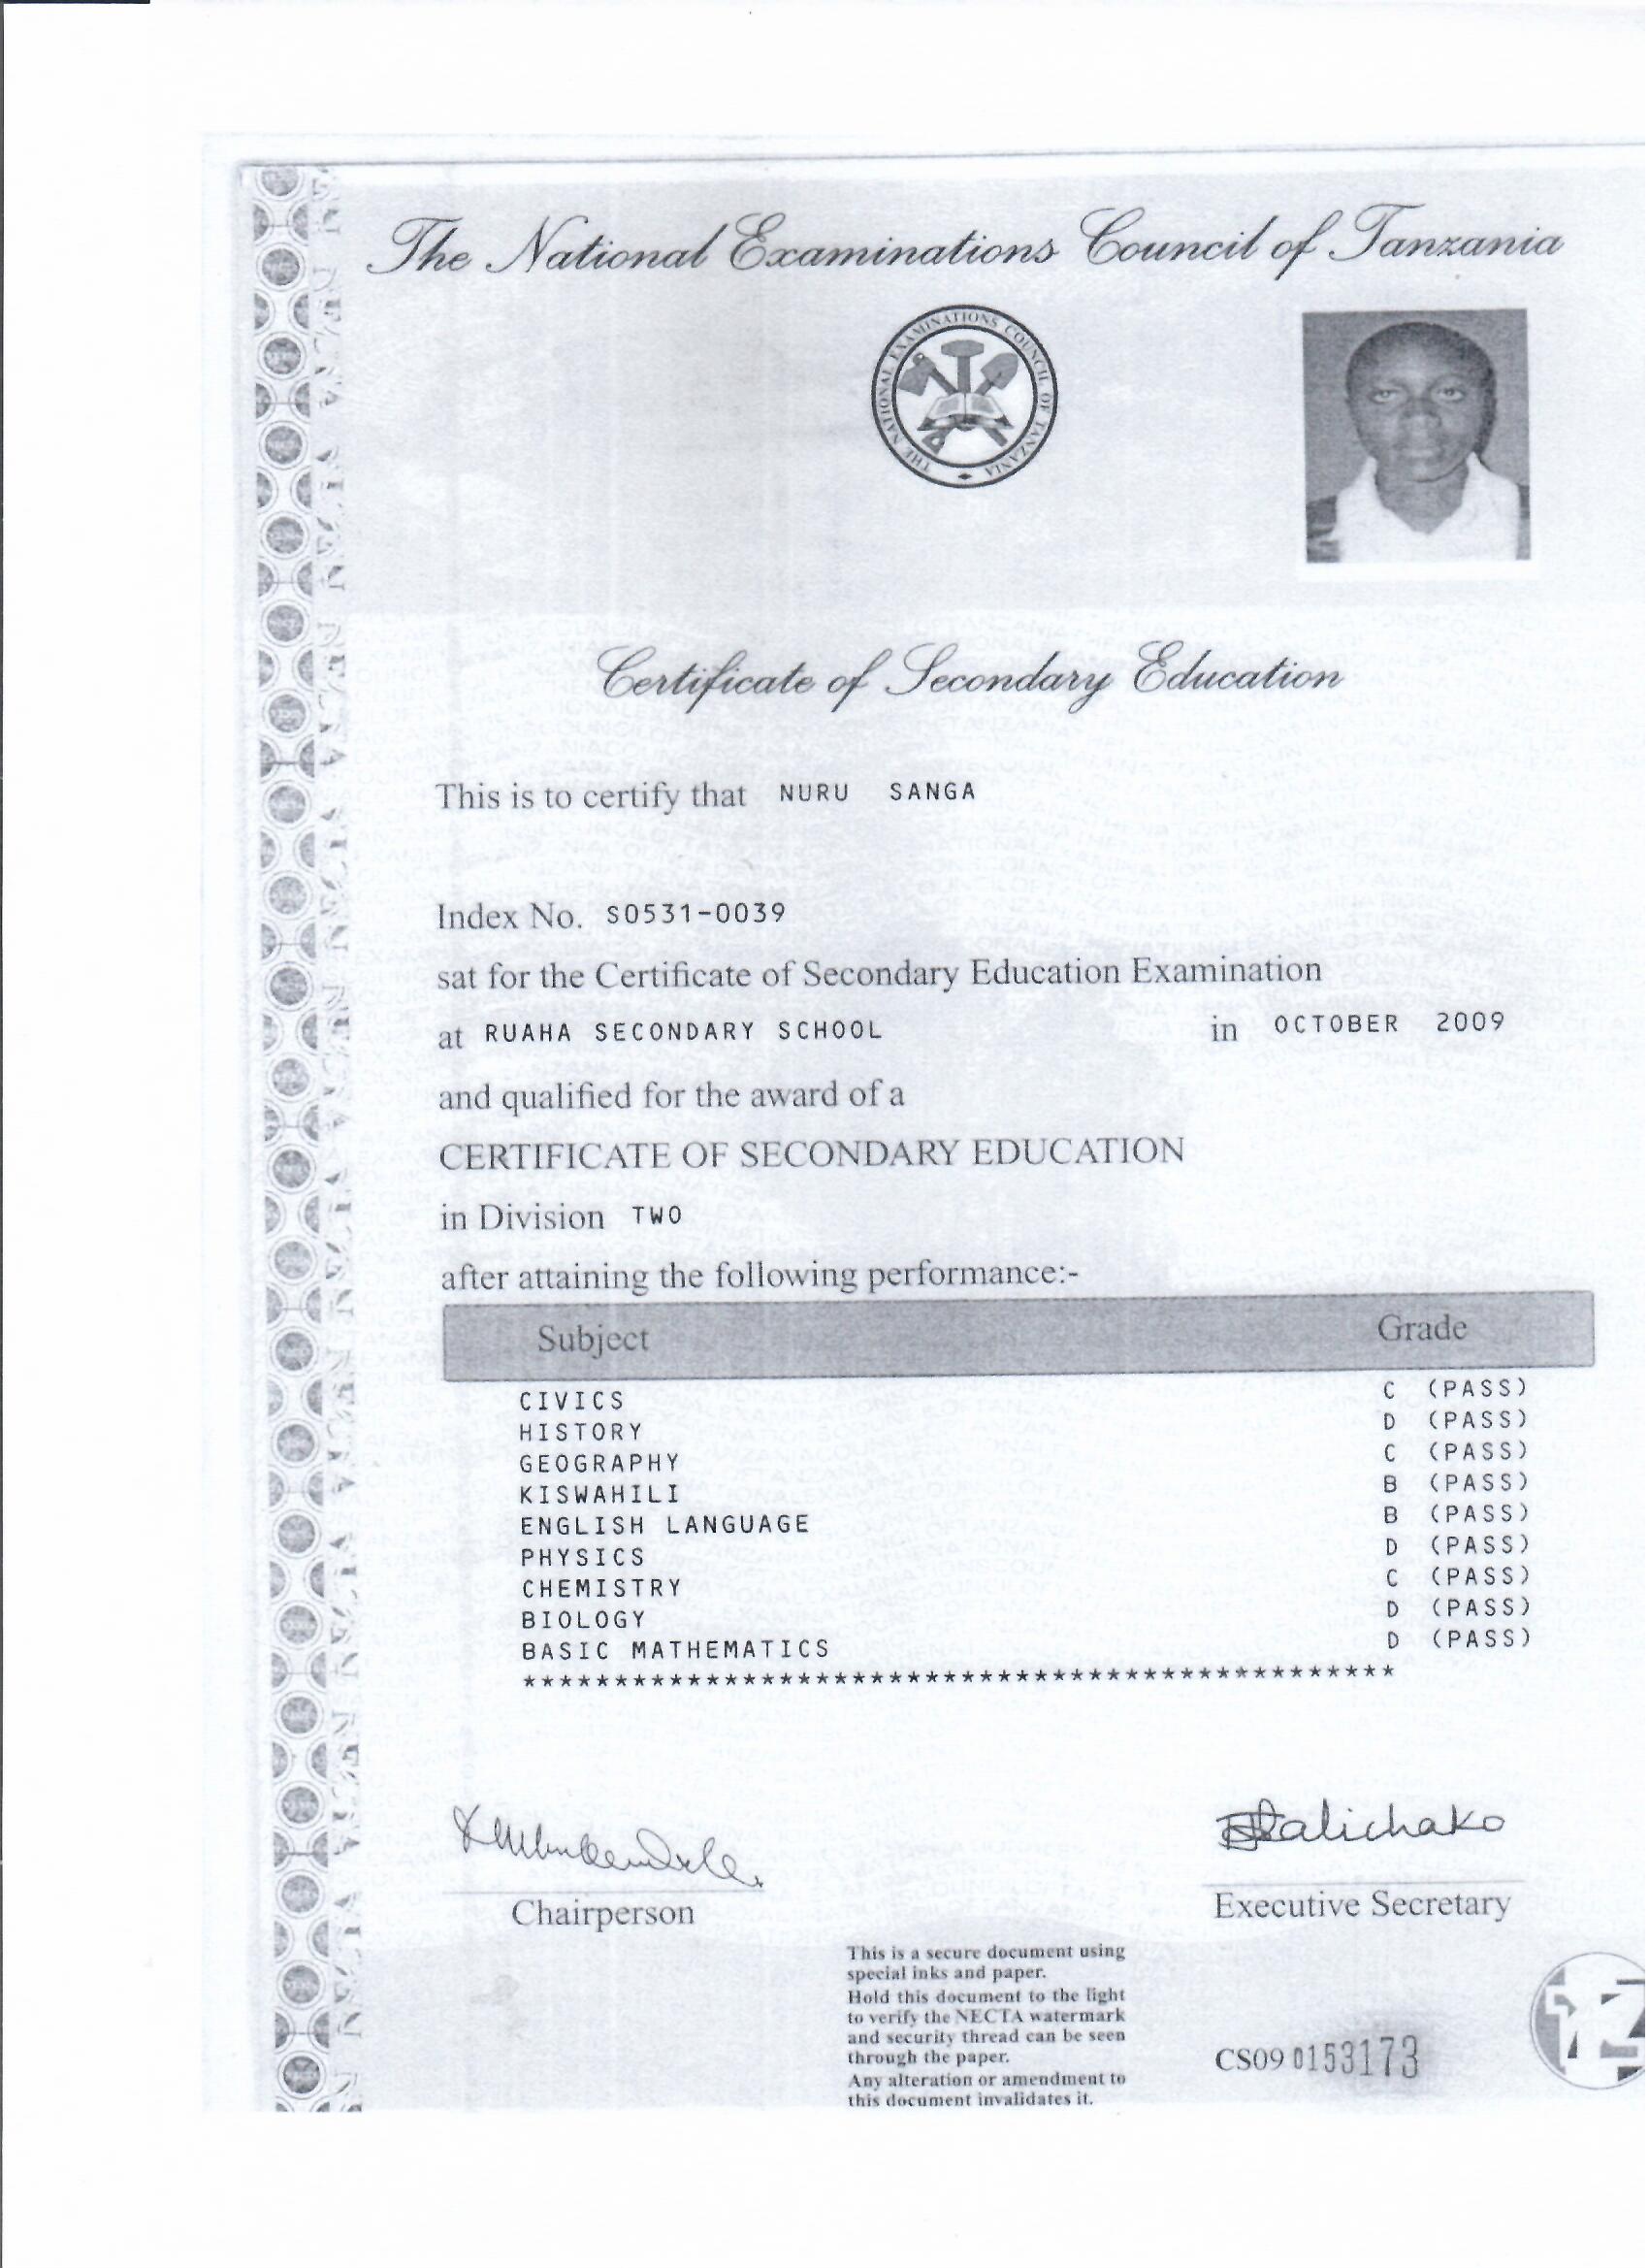 The National Examinations Council of Tanzania
THE NATIONAL EXAMINATIONS COUNCIL OF TANZANIA
Certificate of Secondary Education
This is to certify that NURU SANGA
Index No. S0531-0039
sat for the Certificate of Secondary Education Examination
at RUAHA SECONDARY SCHOOL in OCTOBER 2009
and qualified for the award of a
CERTIFICATE OF SECONDARY EDUCATION
in Division TWO
after attaining the following performance:-
Subject Grade
CIVICS C (PASS)
HISTORY D (PASS)
GEOGRAPHY C (PASS)
KISWAHILI B (PASS)
ENGLISH LANGUAGE B (PASS)
PHYSICS D (PASS)
CHEMISTRY C (PASS)
BIOLOGY D (PASS)
BASIC MATHEMATICS D (PASS)
************************************************
Chairperson
Executive Secretary
This is a secure document using
special inks and paper.
Hold this document to the light
to verify the NECTA watermark
and security thread can be seen
through the paper.
Any alteration or amendment to
this document invalidates it.
CS09 0153173